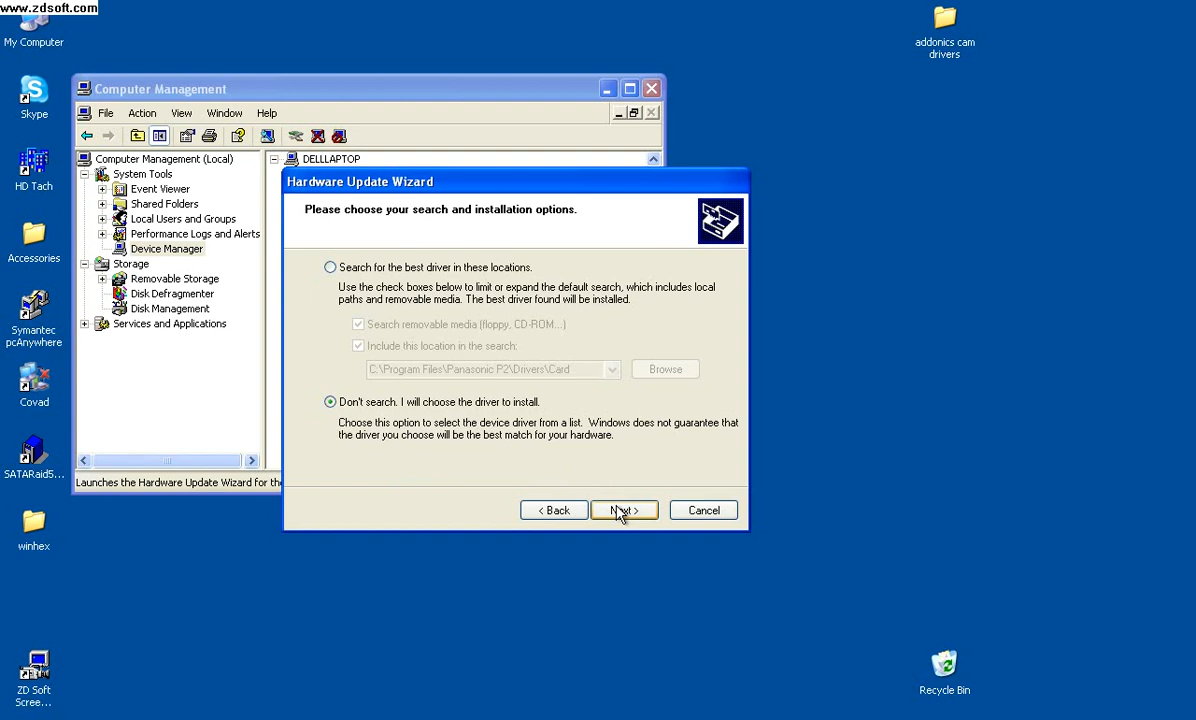 www.zdsoft.com
My Computer
Skype
HD Tach
Accessories
Symantec
pcAnywhere
Covad
SATARaid5...
winhex
ZD Soft
Scree...
addonics cam
drivers
Recycle Bin
Computer Management
File Action View Window Help
Computer Management (Local)
System Tools
Event Viewer
Shared Folders
Local Users and Groups
Performance Logs and Alerts
Device Manager
Storage
Removable Storage
Disk Defragmenter
Disk Management
Services and Applications
DELLLAPTOP
Launches the Hardware Update Wizard for the
Hardware Update Wizard
Please choose your search and installation options.
Search for the best driver in these locations.
Use the check boxes below to limit or expand the default search, which includes local
paths and removable media. The best driver found will be installed.
Search removable media (floppy, CD-ROM...)
Include this location in the search:
C:\Program Files\Panasonic P2\Drivers\Card
Browse
Don't search. I will choose the driver to install.
Choose this option to select the device driver from a list. Windows does not guarantee that
the driver you choose will be the best match for your hardware.
< Back
Next >
Cancel